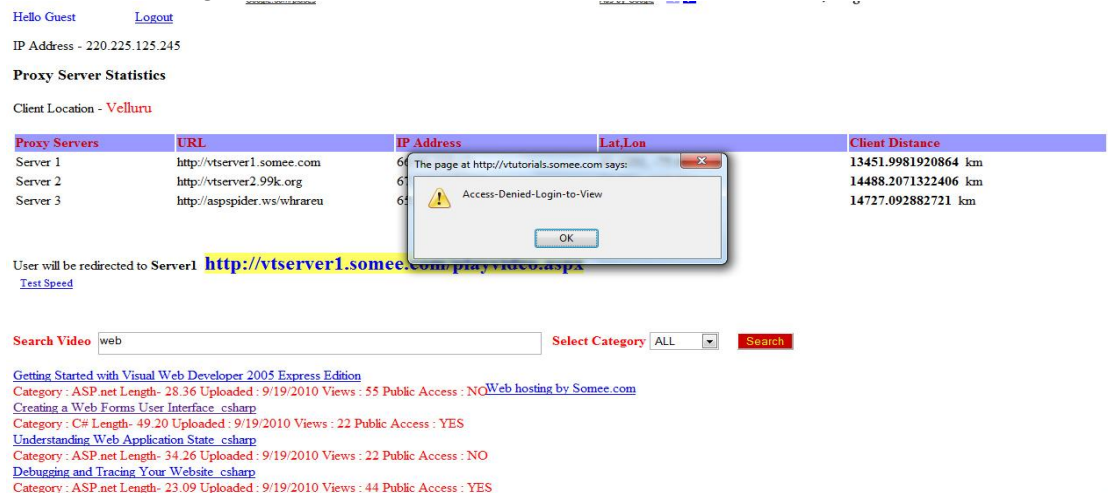 Hello Guest Logout
IP Address - 220.225.125.245
Proxy Server Statistics
Client Location - Velluru
Proxy Servers URL IP Address Lat,Lon Client Distance
Server 1 http://vtserver1.somee.com 13451.9981920864 km
Server 2 http://vtserver2.99k.org 14488.2071322406 km
Server 3 http://aspspider.ws/whrareu 14727.092882721 km
The page at http://vtutorials.somee.com says:
Access-Denied-Login-to-View
OK
User will be redirected to Server1 http://vtserver1.somee.com/playvideo.aspx
Test Speed
Search Video web Select Category ALL Search
Getting Started with Visual Web Developer 2005 Express Edition
Category : ASP.net Length- 28.36 Uploaded : 9/19/2010 Views : 55 Public Access : NO Web hosting by Somee.com
Creating a Web Forms User Interface_csharp
Category : C# Length- 49.20 Uploaded : 9/19/2010 Views : 22 Public Access : YES
Understanding Web Application State_csharp
Category : ASP.net Length- 34.26 Uploaded : 9/19/2010 Views : 22 Public Access : NO
Debugging and Tracing Your Website_csharp
Category : ASP.net Length- 23.09 Uploaded : 9/19/2010 Views : 44 Public Access : YES